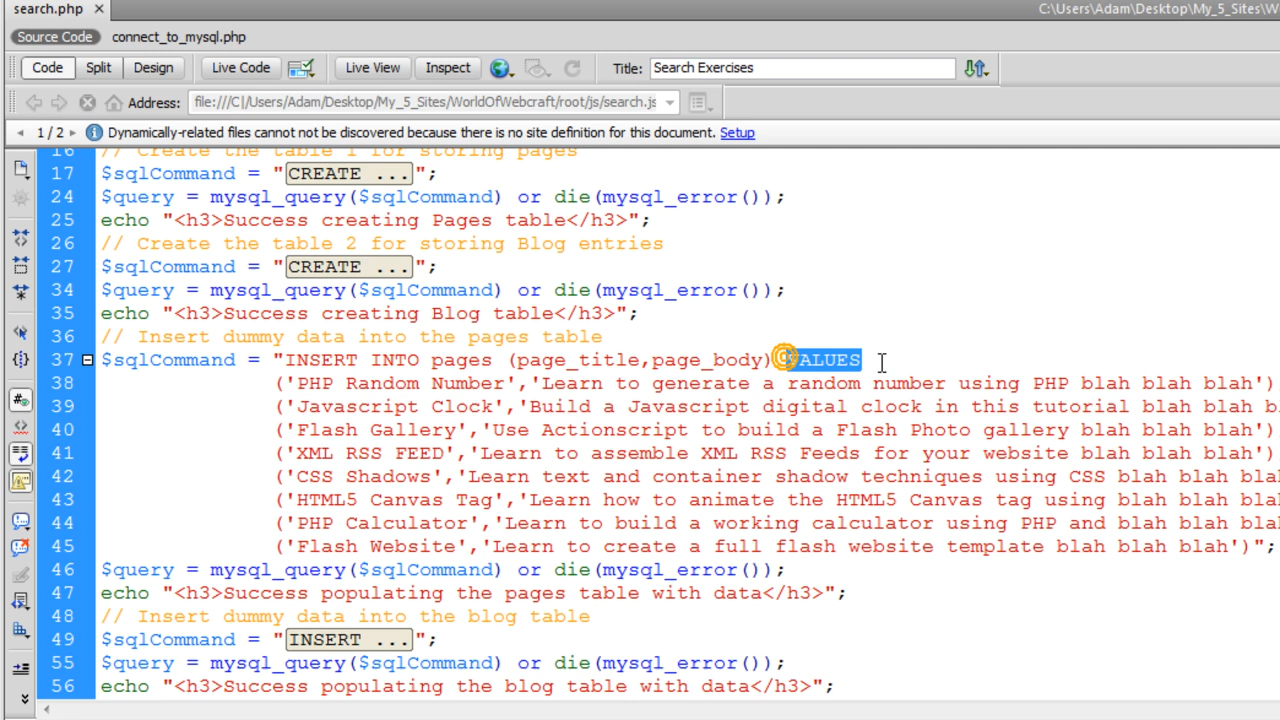 search.php ×
C:\Users\Adam\Desktop\My_5_Sites\W
Source Code connect_to_mysql.php
Code Split Design Live Code Live View Inspect Title: Search Exercises
Address: file:///C|/Users/Adam/Desktop/My_5_Sites/WorldOfWebcraft/root/js/search.js
1 / 2 Dynamically-related files cannot not be discovered because there is no site definition for this document. Setup
16 // Create the table 1 for storing pages
17 $sqlCommand = "CREATE ...";
24 $query = mysql_query($sqlCommand) or die(mysql_error());
25 echo "<h3>Success creating Pages table</h3>";
26 // Create the table 2 for storing Blog entries
27 $sqlCommand = "CREATE ...";
34 $query = mysql_query($sqlCommand) or die(mysql_error());
35 echo "<h3>Success creating Blog table</h3>";
36 // Insert dummy data into the pages table
37 $sqlCommand = "INSERT INTO pages (page_title,page_body) VALUES
38 ('PHP Random Number','Learn to generate a random number using PHP blah blah blah')
39 ('Javascript Clock','Build a Javascript digital clock in this tutorial blah blah b
40 ('Flash Gallery','Use Actionscript to build a Flash Photo gallery blah blah blah')
41 ('XML RSS FEED','Learn to assemble XML RSS Feeds for your website blah blah blah')
42 ('CSS Shadows','Learn text and container shadow techniques using CSS blah blah bla
43 ('HTML5 Canvas Tag','Learn how to animate the HTML5 Canvas tag using blah blah bla
44 ('PHP Calculator','Learn to build a working calculator using PHP and blah blah bla
45 ('Flash Website','Learn to create a full flash website template blah blah blah')";
46 $query = mysql_query($sqlCommand) or die(mysql_error());
47 echo "<h3>Success populating the pages table with data</h3>";
48 // Insert dummy data into the blog table
49 $sqlCommand = "INSERT ...";
55 $query = mysql_query($sqlCommand) or die(mysql_error());
56 echo "<h3>Success populating the blog table with data</h3>";